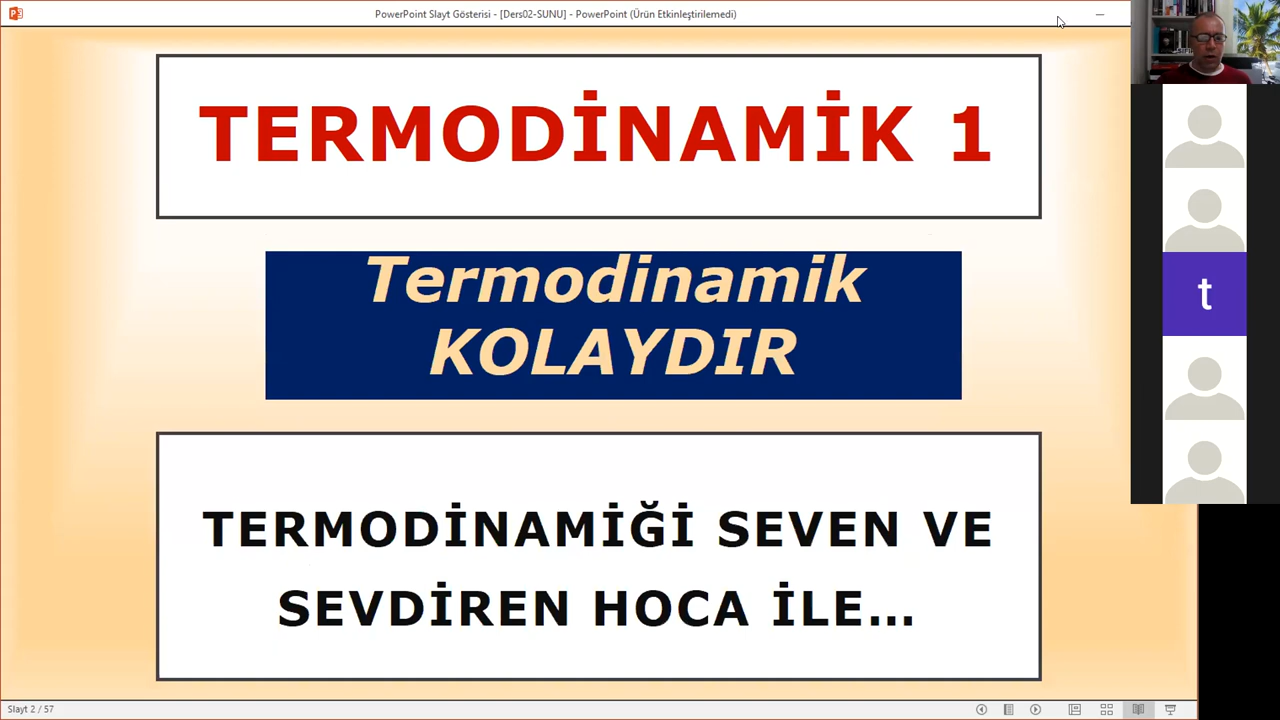 PowerPoint Slayt Gösterisi - [Ders02-SUNU] - PowerPoint (Ürün Etkinleştirilemedi)
TERMODİNAMİK 1
Termodinamik
KOLAYDIR
TERMODİNAMİĞİ SEVEN VE
SEVDİREN HOCA İLE...
t
Slayt 2 / 57